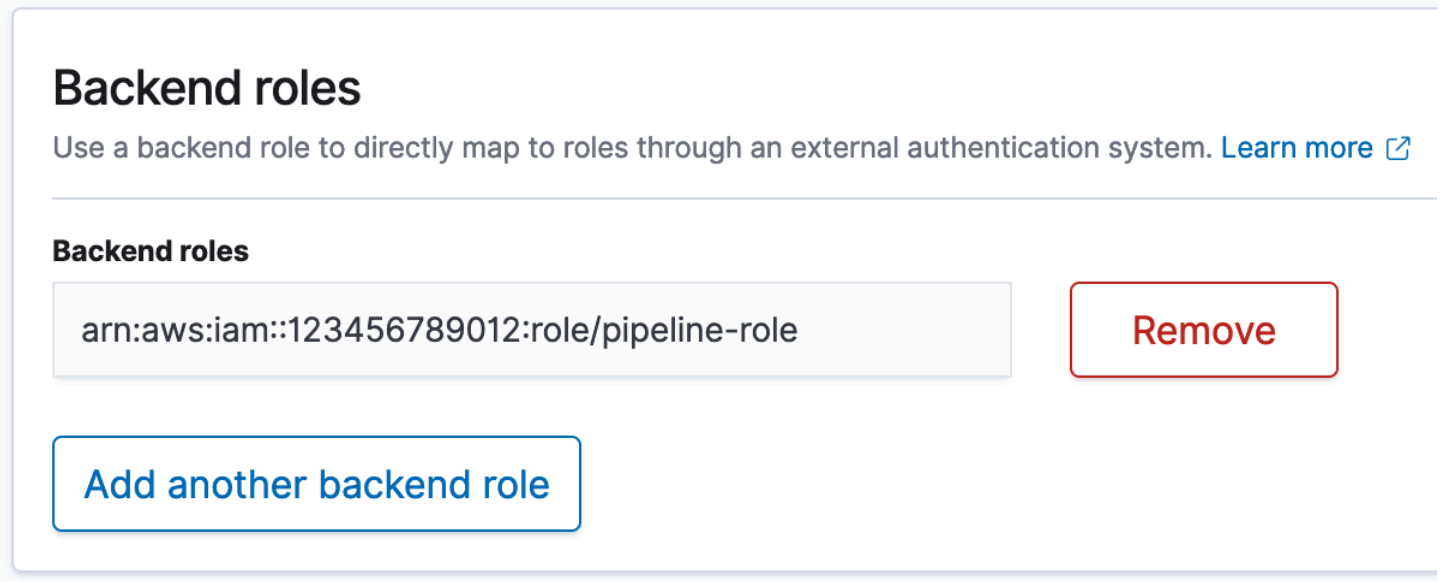 Backend roles
Use a backend role to directly map to roles through an external authentication system. Learn more
Backend roles
arn:aws:iam::123456789012:role/pipeline-role
Remove
Add another backend role